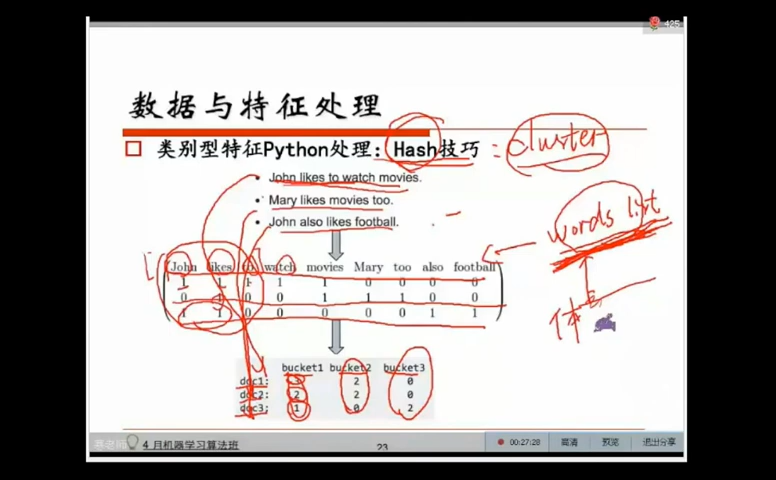 425
数据与特征处理
类别型特征Python处理：Hash技巧 = cluster
John likes to watch movies.
Mary likes movies too.
John also likes football.
words list
John likes to watch movies Mary too also football
1 1 1 1 1 0 0 0 0
0 1 0 0 1 1 1 0 0
1 1 0 0 0 0 0 1 1
体
bucket1 bucket2 bucket3
doc1: 2 0
doc2: 2 2 0
doc3: 1 0 2
4 月机器学习算法班
23
00:27:28 高清 预览 退出分享